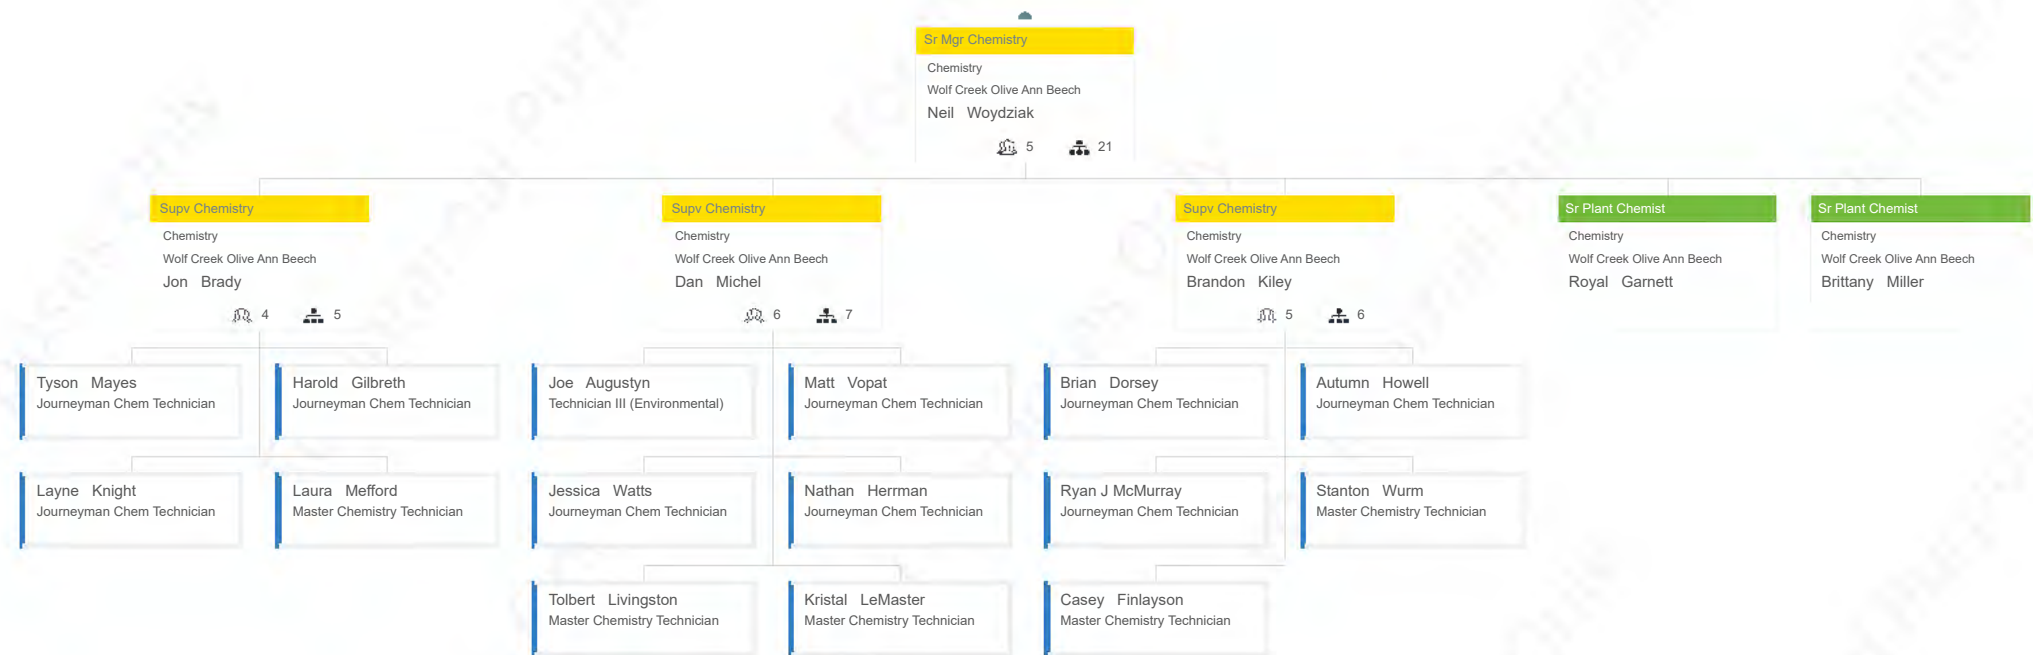 Sr Mgr Chemistry
Chemistry
Wolf Creek Olive Ann Beech
Neil Woydziak
5 21
Supv Chemistry
Chemistry
Wolf Creek Olive Ann Beech
Jon Brady
4 5
Supv Chemistry
Chemistry
Wolf Creek Olive Ann Beech
Dan Michel
6 7
Supv Chemistry
Chemistry
Wolf Creek Olive Ann Beech
Brandon Kiley
5 6
Sr Plant Chemist
Chemistry
Wolf Creek Olive Ann Beech
Royal Garnett
Sr Plant Chemist
Chemistry
Wolf Creek Olive Ann Beech
Brittany Miller
Tyson Mayes
Journeyman Chem Technician
Harold Gilbreth
Journeyman Chem Technician
Layne Knight
Journeyman Chem Technician
Laura Mefford
Master Chemistry Technician
Joe Augustyn
Technician III (Environmental)
Matt Vopat
Journeyman Chem Technician
Jessica Watts
Journeyman Chem Technician
Nathan Herrman
Journeyman Chem Technician
Tolbert Livingston
Master Chemistry Technician
Kristal LeMaster
Master Chemistry Technician
Brian Dorsey
Journeyman Chem Technician
Autumn Howell
Journeyman Chem Technician
Ryan J McMurray
Journeyman Chem Technician
Stanton Wurm
Master Chemistry Technician
Casey Finlayson
Master Chemistry Technician